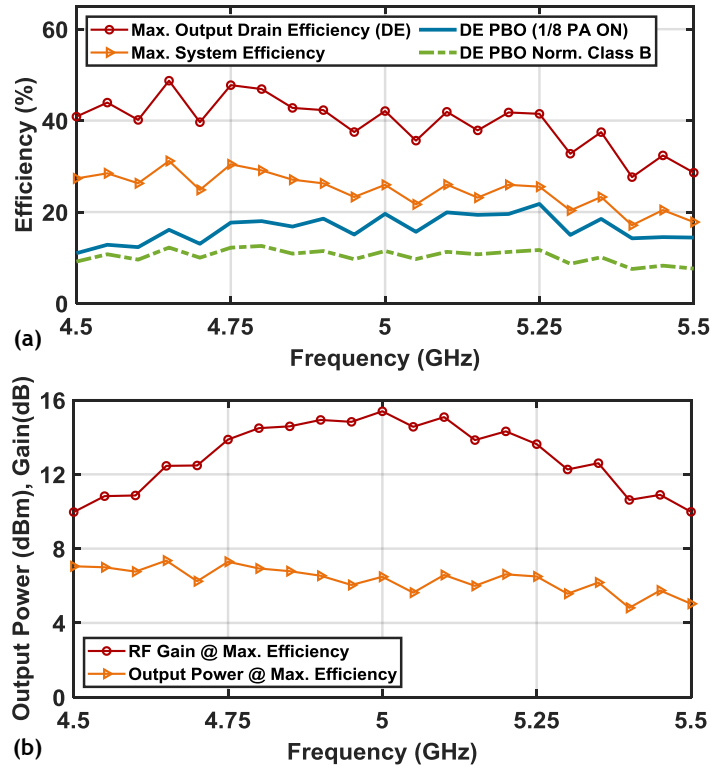 60
40
20
0
Efficiency (%)
Max. Output Drain Efficiency (DE)
Max. System Efficiency
DE PBO (1/8 PA ON)
DE PBO Norm. Class B
4.5
4.75
5
5.25
5.5
Frequency (GHz)
(a)
16
12
8
4
0
Output Power (dBm), Gain(dB)
RF Gain @ Max. Efficiency
Output Power @ Max. Efficiency
4.5
4.75
5
5.25
5.5
Frequency (GHz)
(b)